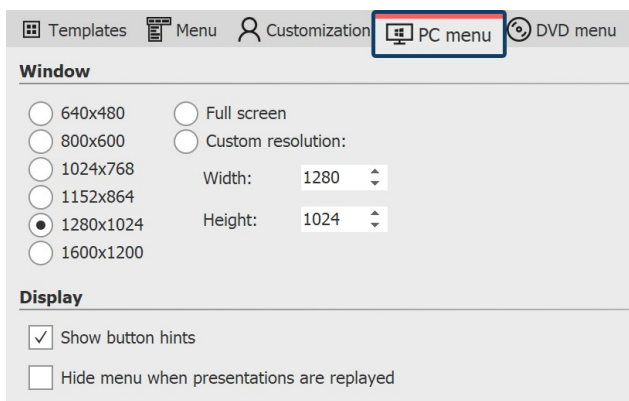 Templates Menu Customization PC menu DVD menu
Window
640x480 Full screen
800x600 Custom resolution:
1024x768 Width: 1280
1152x864
1280x1024 Height: 1024
1600x1200
Display
Show button hints
Hide menu when presentations are replayed